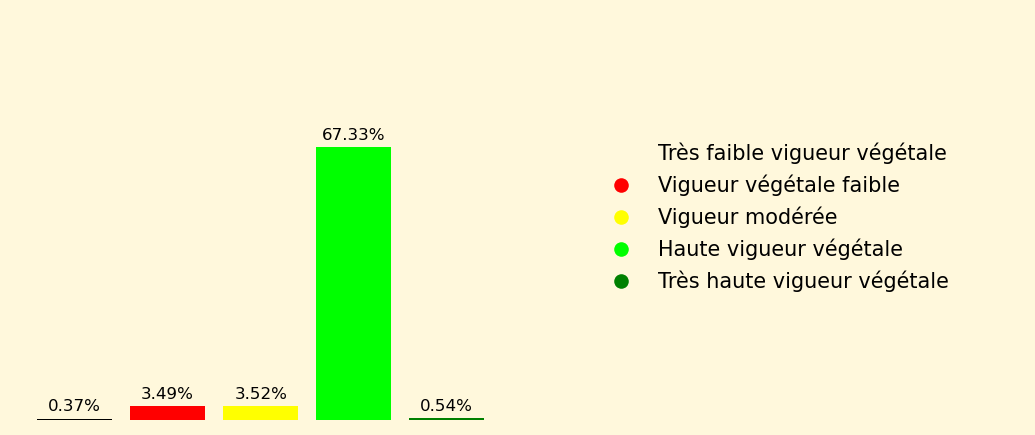 67.33%
3.49%
3.52%
0.37%
0.54%
Très faible vigueur végétale
Vigueur végétale faible
Vigueur modérée
Haute vigueur végétale
Très haute vigueur végétale